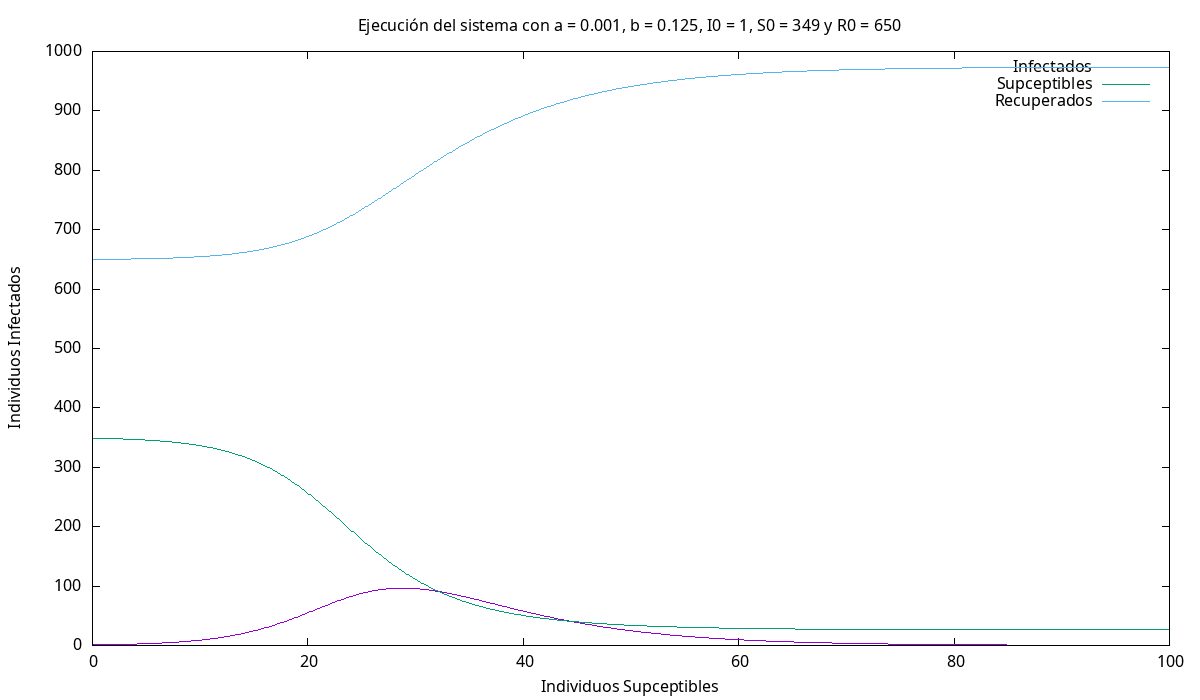 Ejecución del sistema con a = 0.001, b = 0.125, I0 = 1, S0 = 349 y R0 = 650
1000
900
800
700
600
500
400
300
200
100
0
Infectados
Supceptibles
Recuperados
Individuos Infectados
0
20
40
60
80
100
Individuos Supceptibles